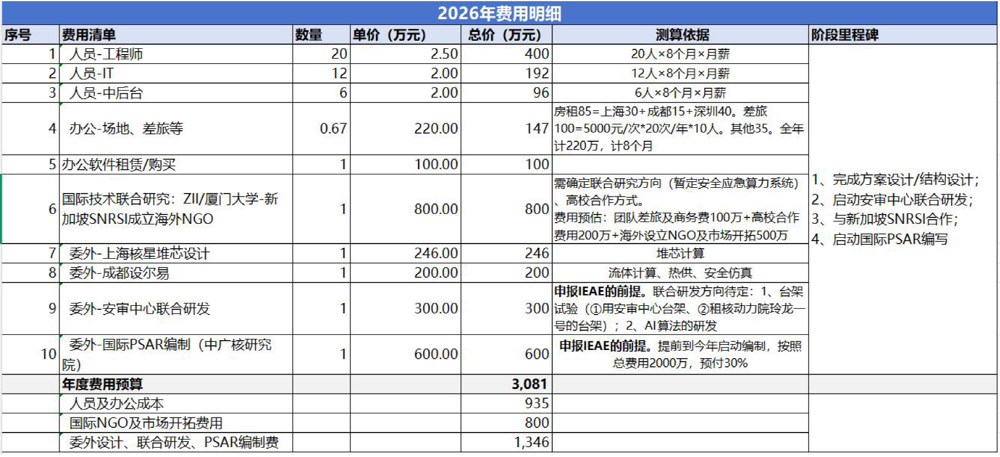 2026年费用明细
序号 费用清单 数量 单价（万元） 总价（万元） 测算依据 阶段里程碑
1 人员-工程师 20 2.50 400 20人×8个月×月薪
2 人员-IT 12 2.00 192 12人×8个月×月薪
3 人员-中后台 6 2.00 96 6人×8个月×月薪
4 办公-场地、差旅等 0.67 220.00 147
房租85=上海30+成都15+深圳40。差旅
100=5000元/次*20次/年*10人。其他35。全年
计220万，计8个月
5 办公软件租赁/购买 1 100.00 100
6
国际技术联合研究：ZII/厦门大学-新
加坡SNRSI成立海外NGO
1 800.00 800
需确定联合研究方向（暂定安全应急算力系统）
、高校合作方式。
费用预估：团队差旅及商务费100万+高校合作
费用200万+海外设立NGO及市场开拓500万
7 委外-上海核星堆芯设计 1 246.00 246 堆芯计算
8 委外-成都设尔易 1 200.00 200 流体计算、热供、安全仿真
9 委外-安审中心联合研发 1 300.00 300
申报IEAE的前提。联合研发方向待定：1、台架
试验（①用安审中心台架、②租核动力院玲龙一
号的台架）；2、AI算法的研发
10
委外-国际PSAR编制（中广核研究
院）
1 600.00 600
申报IEAE的前提。提前到今年启动编制，按照
总费用2000万，预付30%
1、完成方案设计/结构设计；
2、启动安审中心联合研发；
3、与新加坡SNRSI合作；
4、启动国际PSAR编写
年度费用预算 3,081
人员及办公成本 935
国际NGO及市场开拓费用 800
委外设计、联合研发、PSAR编制费 1,346